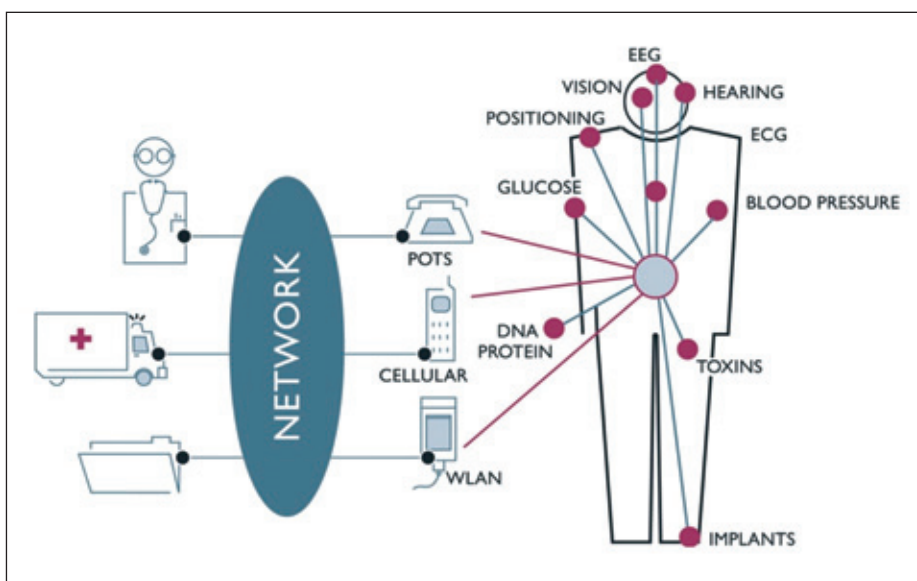 EEG
VISION
HEARING
POSITIONING
ECG
GLUCOSE
BLOOD PRESSURE
POTS
NETWORK
DNA
PROTEIN
CELLULAR
TOXINS
WLAN
IMPLANTS